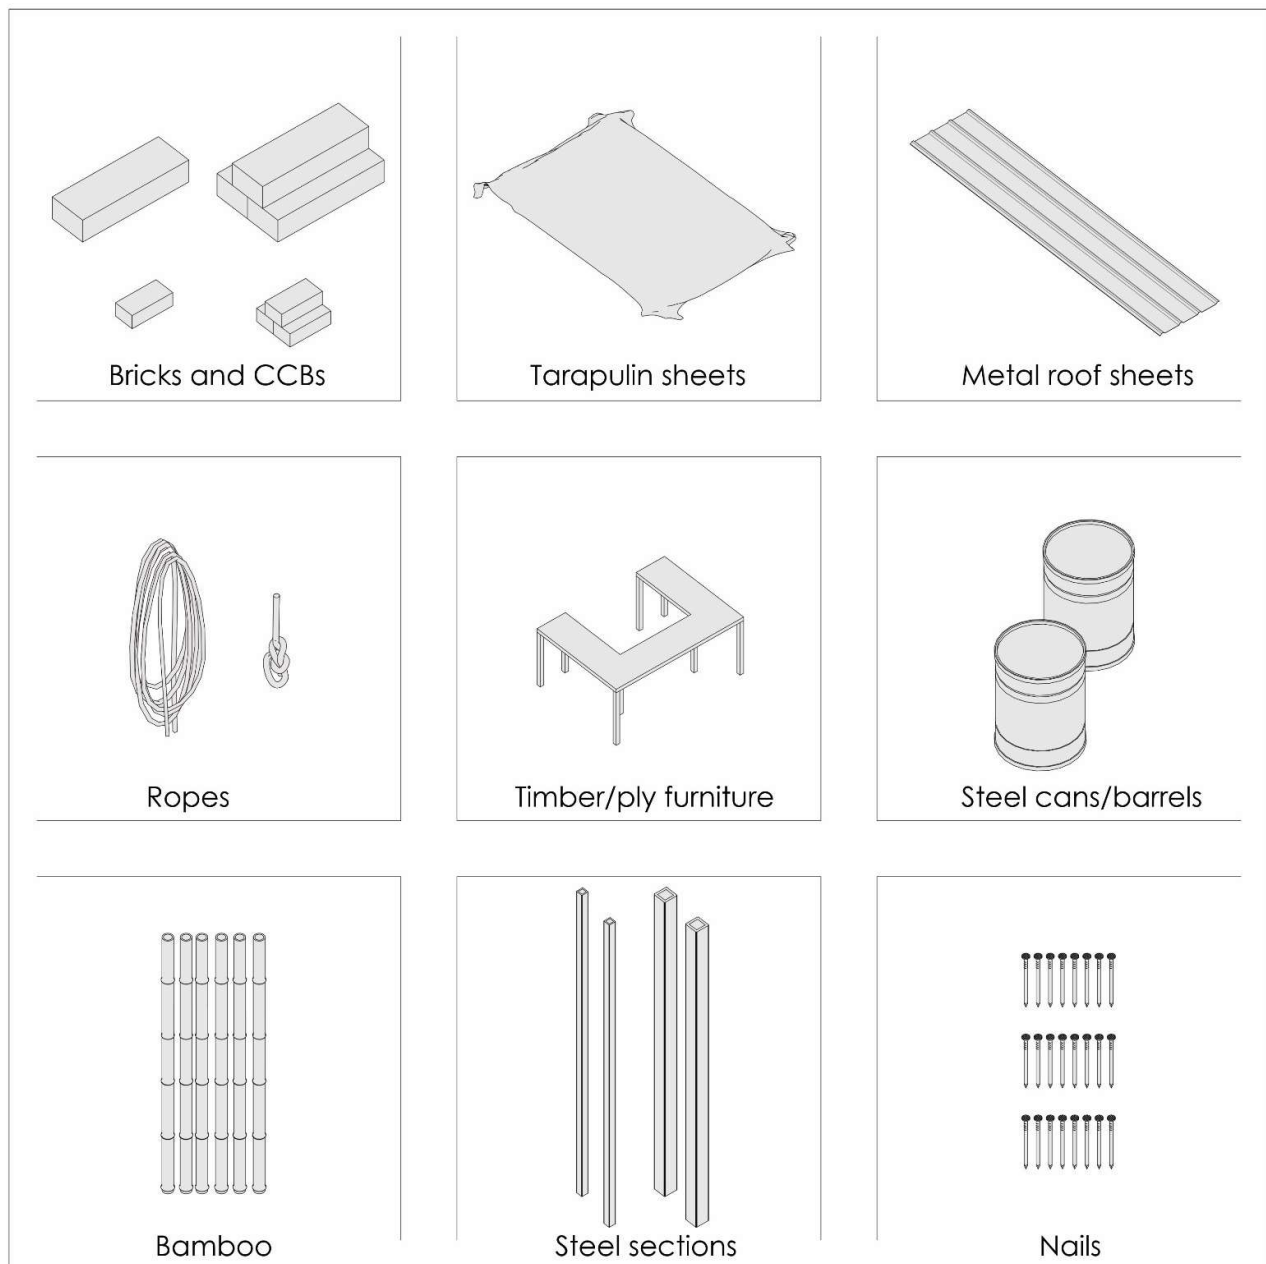 Bricks and CCBs
Tarapulin sheets
Metal roof sheets
Ropes
Timber/ply furniture
Steel cans/barrels
Bamboo
Steel sections
Nails